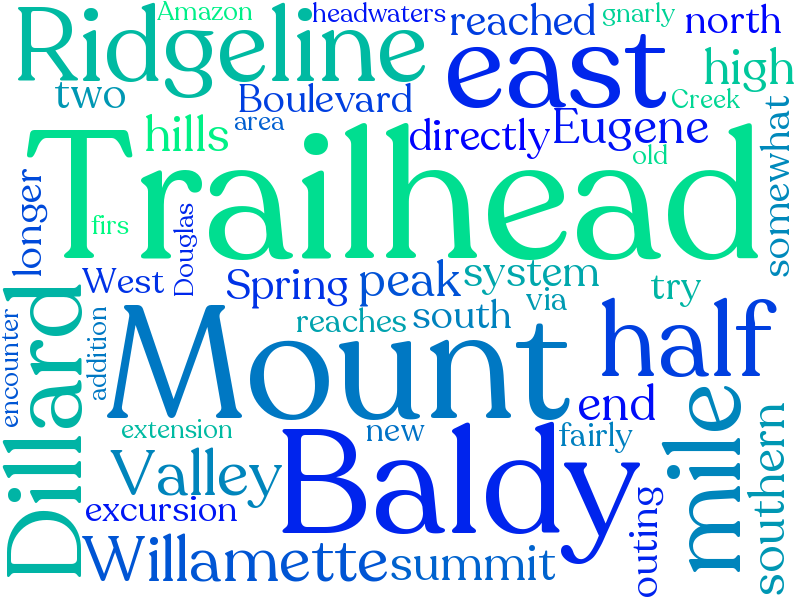 Amazon
headwaters
reached
gnarly
north
Ridgeline
east
high
two
Boulevard
Creek
area
hills
directly
Eugene
somewhat
Trailhead
old
longer
firs
Douglas
West
Spring
peak
system
try
via
Dillard
encounter
addition
reaches
south
Mount
half
extension
new
end
fairly
mile
southern
Valley
Baldy
excursion
outing
Willamette
summit